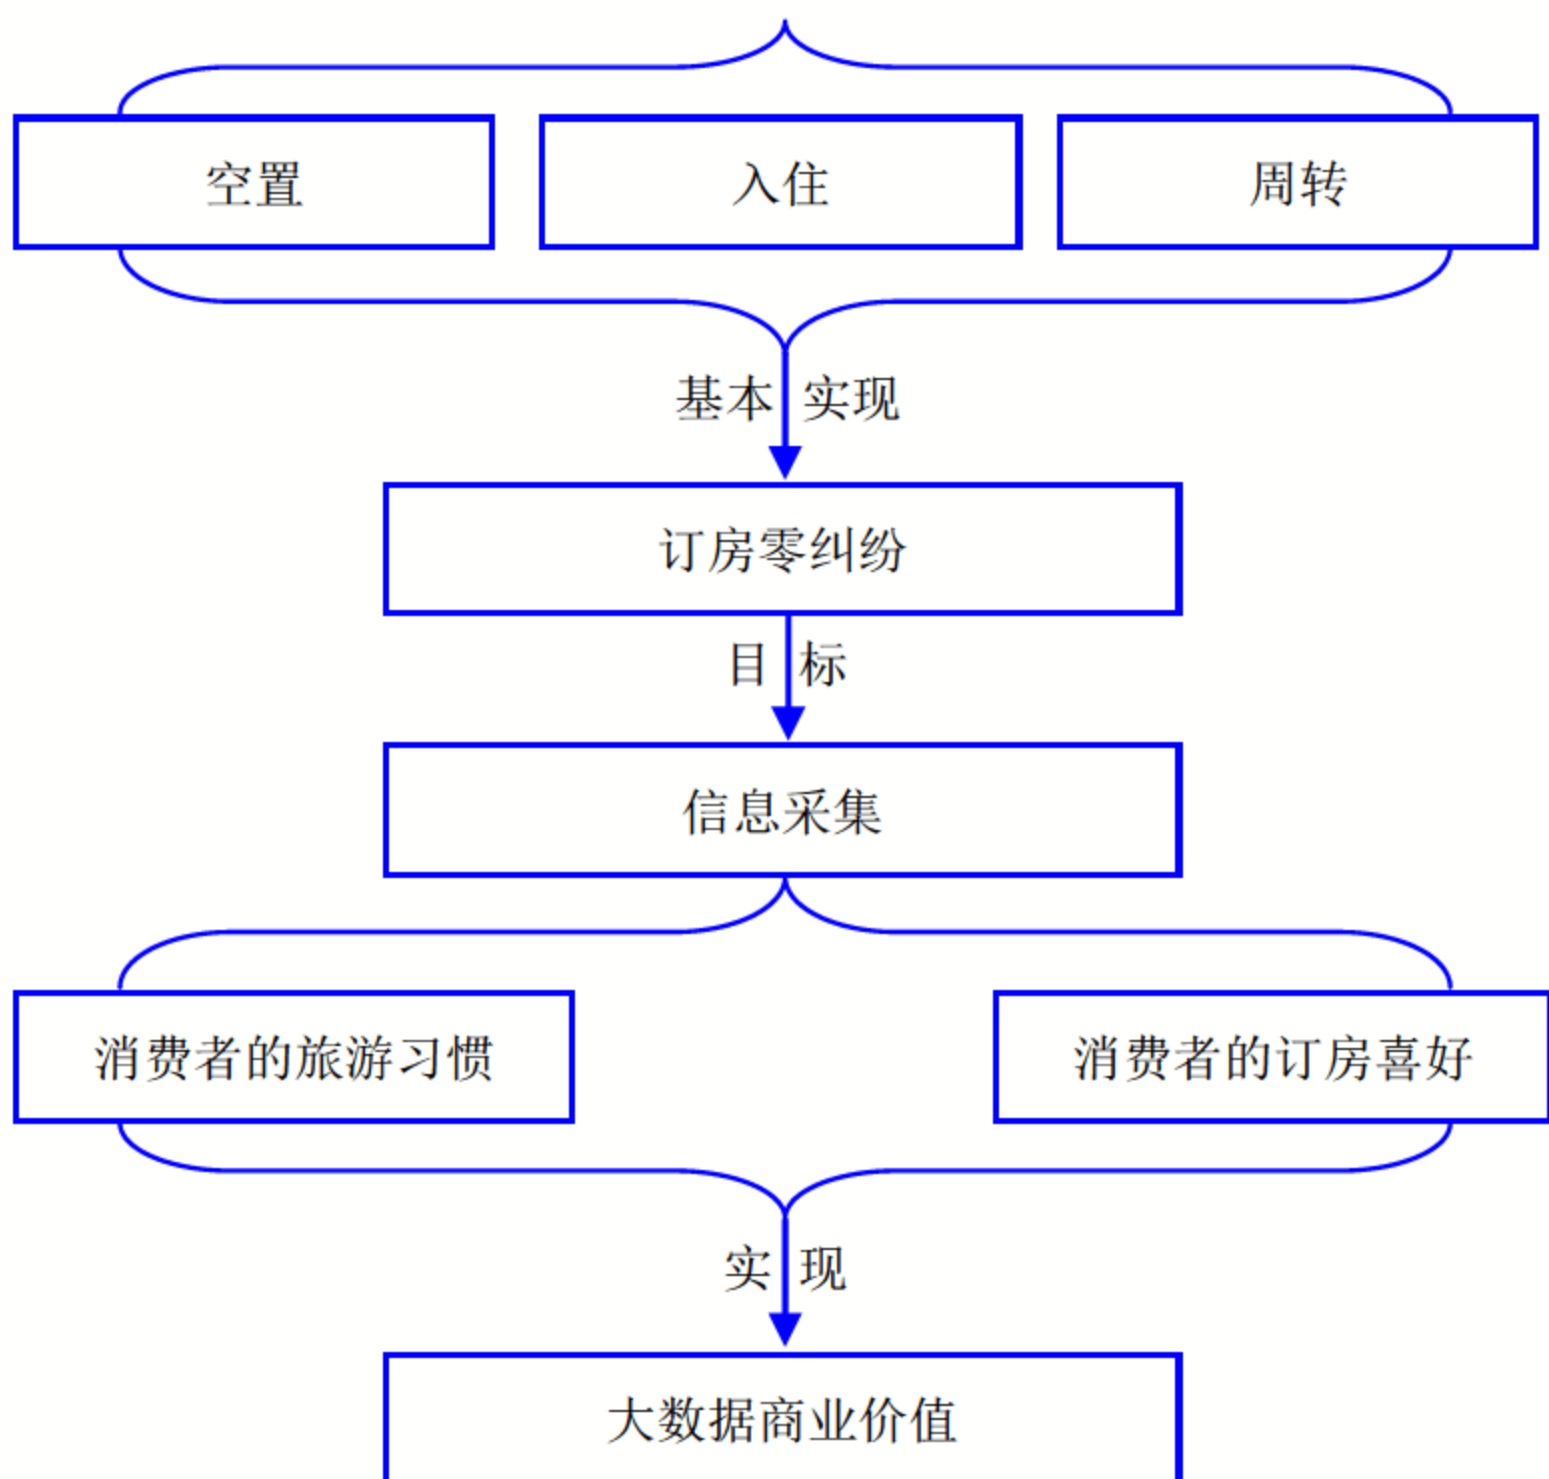 空置 入住 周转
基本 实现
订房零纠纷
目 标
信息采集
消费者的旅游习惯 消费者的订房喜好
实 现
大数据商业价值